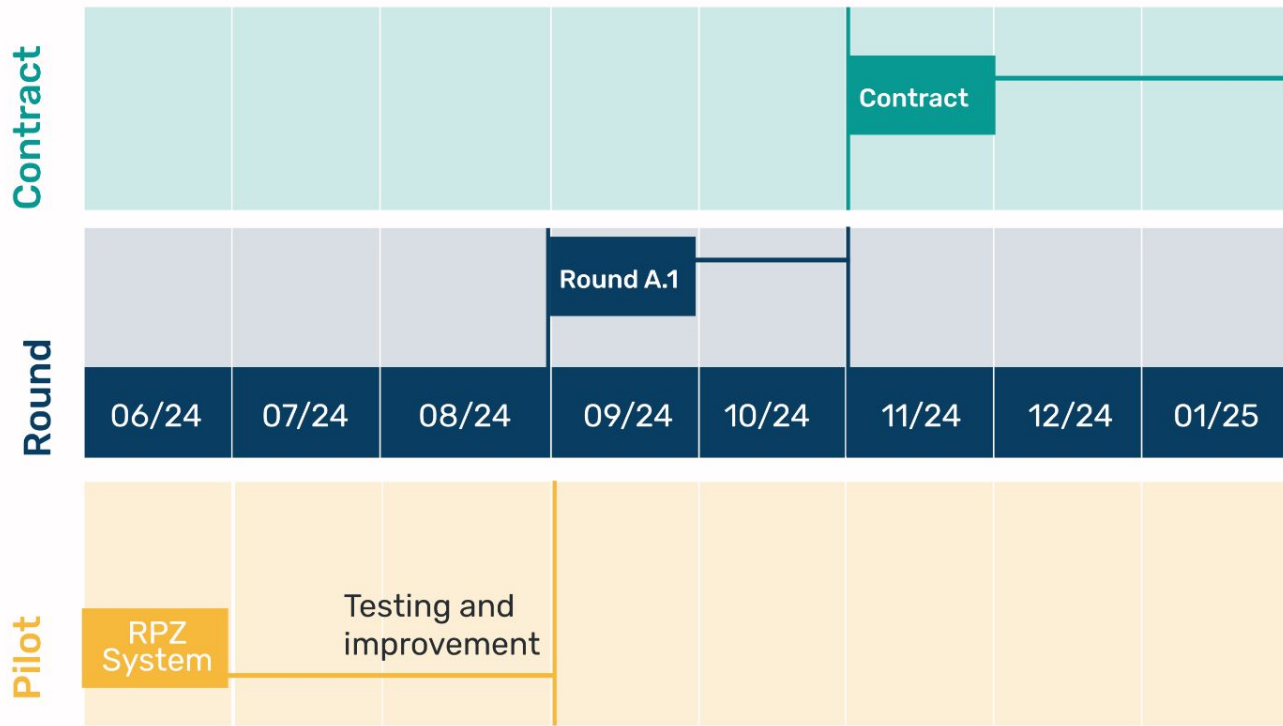 Contract
Contract
Round
Round A.1
06/24 07/24 08/24 09/24 10/24 11/24 12/24 01/25
Pilot
RPZ
System
Testing and
improvement